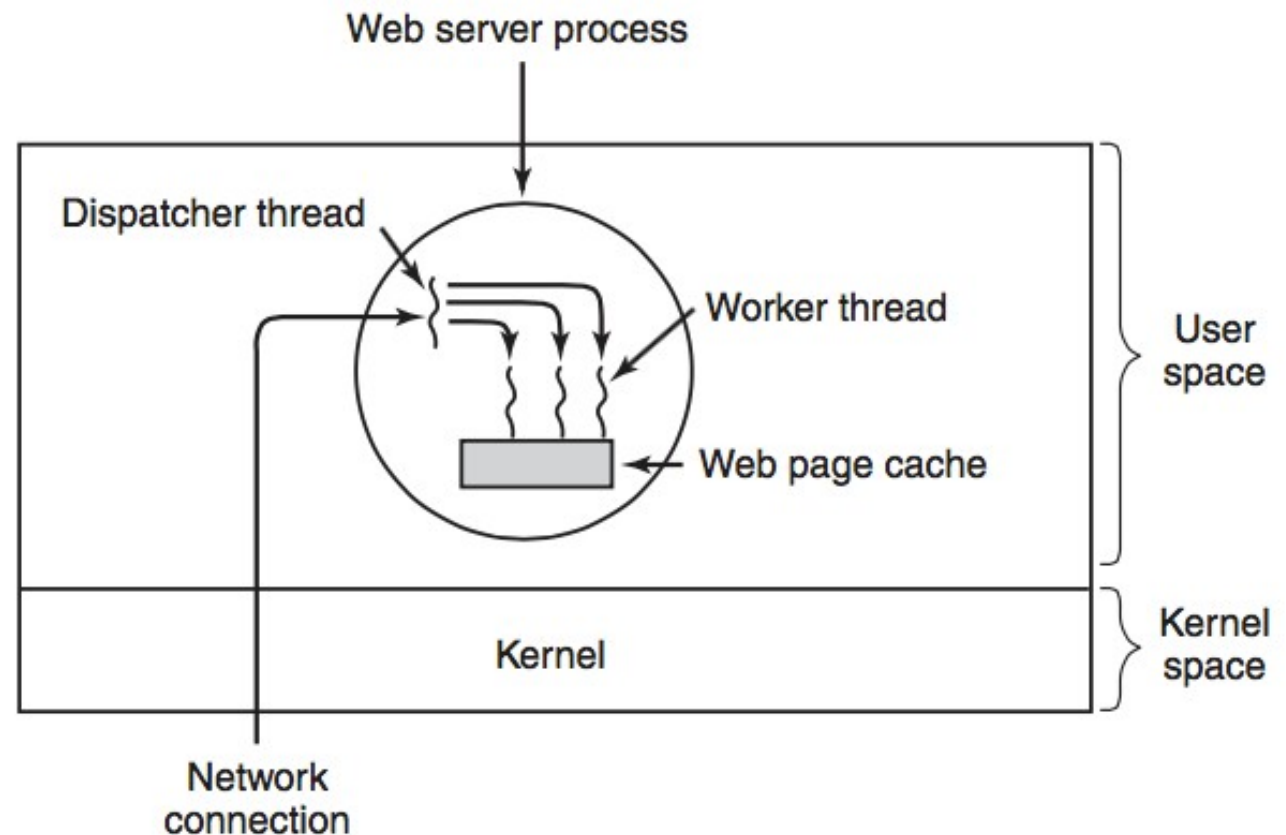 Web server process
Dispatcher thread
Worker thread
User
space
Web page cache
Kernel
Kernel
space
Network
connection